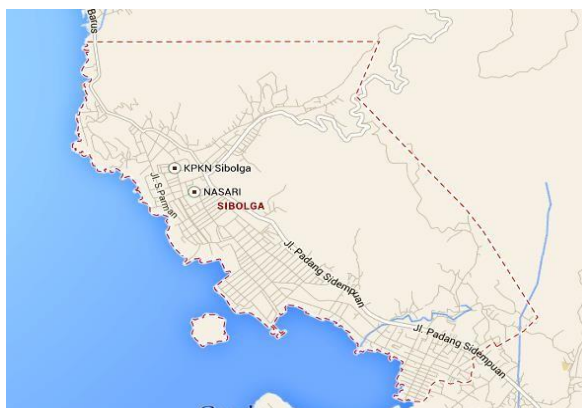 Barus
KPKN Sibolga
Jl. S.Parman
NASARI
SIBOLGA
Jl. Padang Sidempuan
Jl. Padang Sidempuan